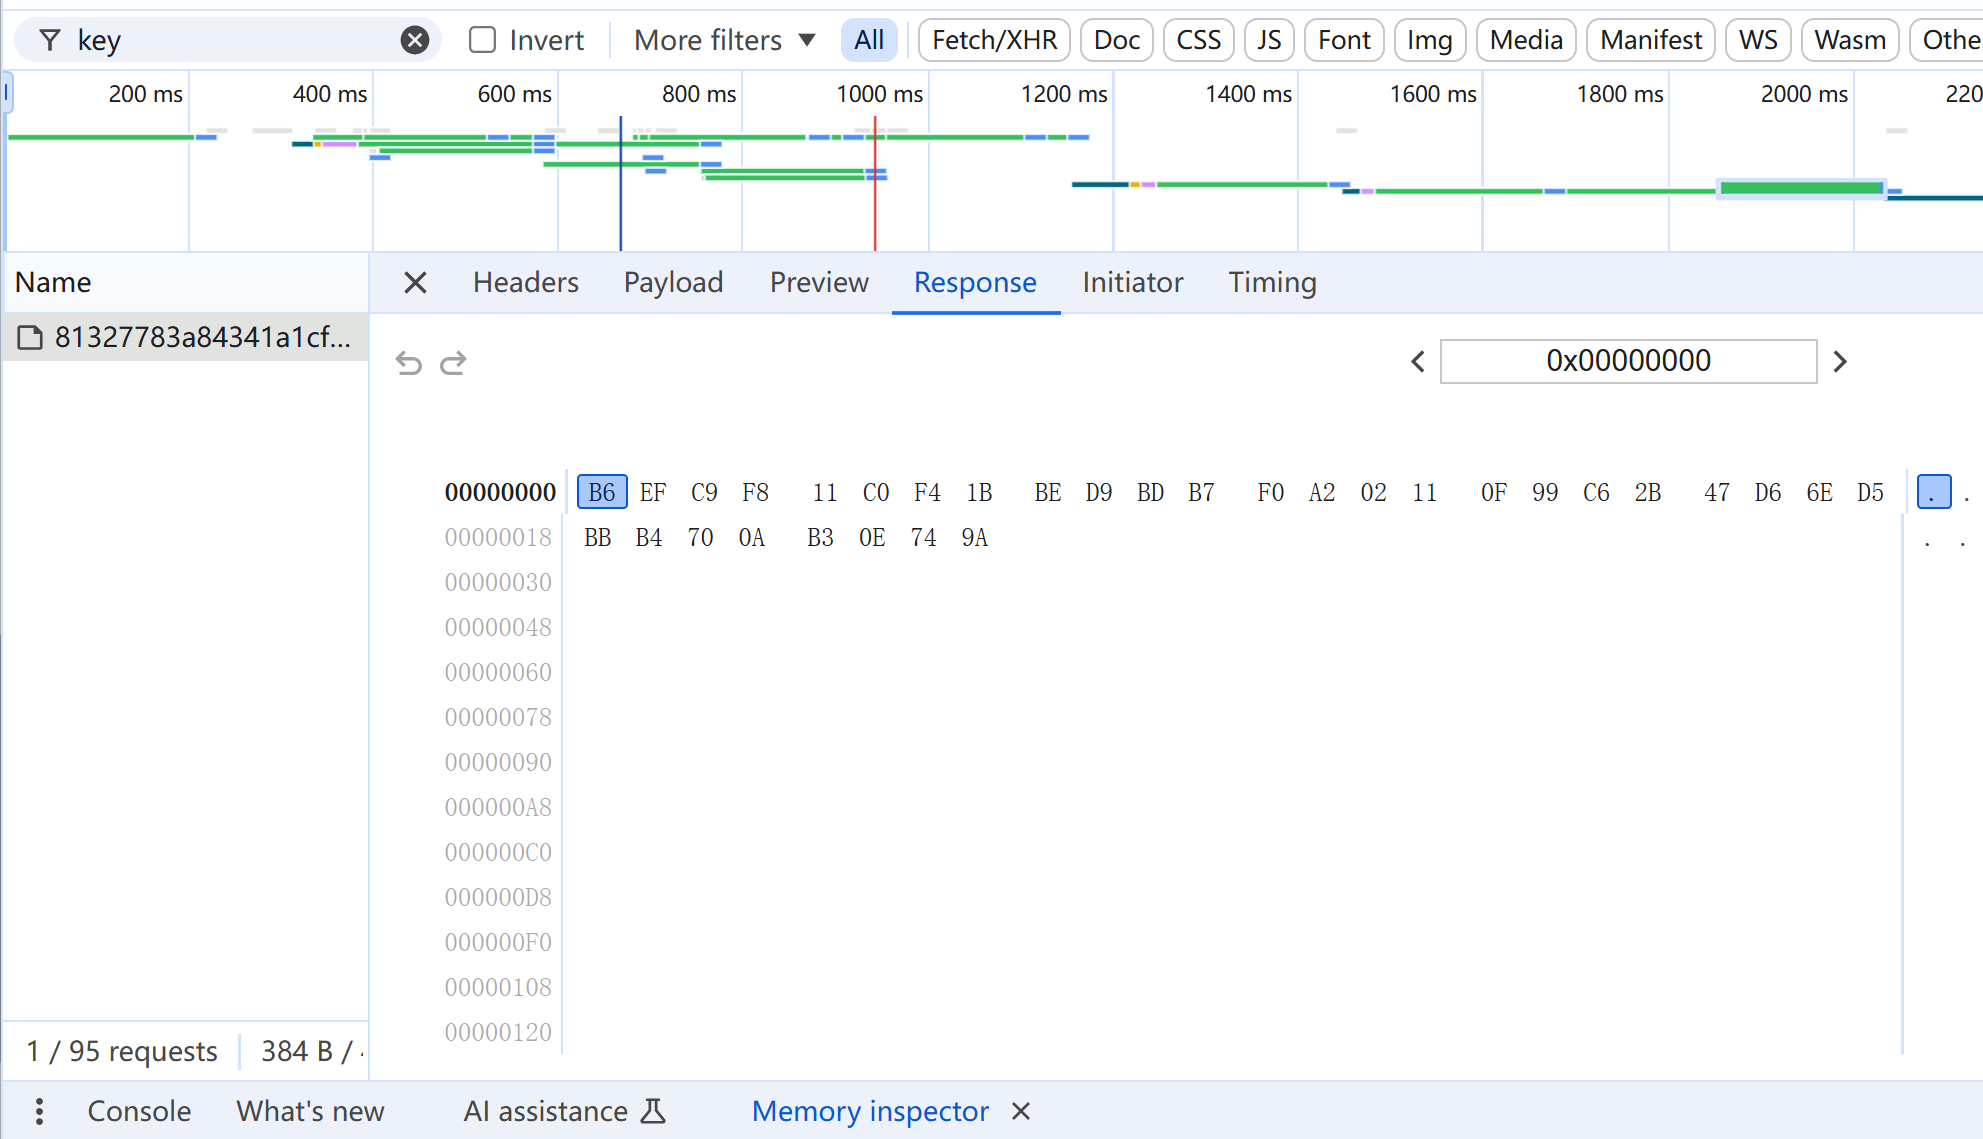 key Invert More filters All Fetch/XHR Doc CSS JS Font Img Media Manifest WS Wasm Othe
200 ms 400 ms 600 ms 800 ms 1000 ms 1200 ms 1400 ms 1600 ms 1800 ms 2000 ms 220
Name Headers Payload Preview Response Initiator Timing
81327783a84341a1cf...
0x00000000
00000000 B6 EF C9 F8 11 C0 F4 1B BE D9 BD B7 F0 A2 02 11 0F 99 C6 2B 47 D6 6E D5 . .
00000018 BB B4 70 0A B3 0E 74 9A . .
00000030
00000048
00000060
00000078
00000090
000000A8
000000C0
000000D8
000000F0
00000108
00000120
1 / 95 requests 384 B /
Console What's new AI assistance Memory inspector